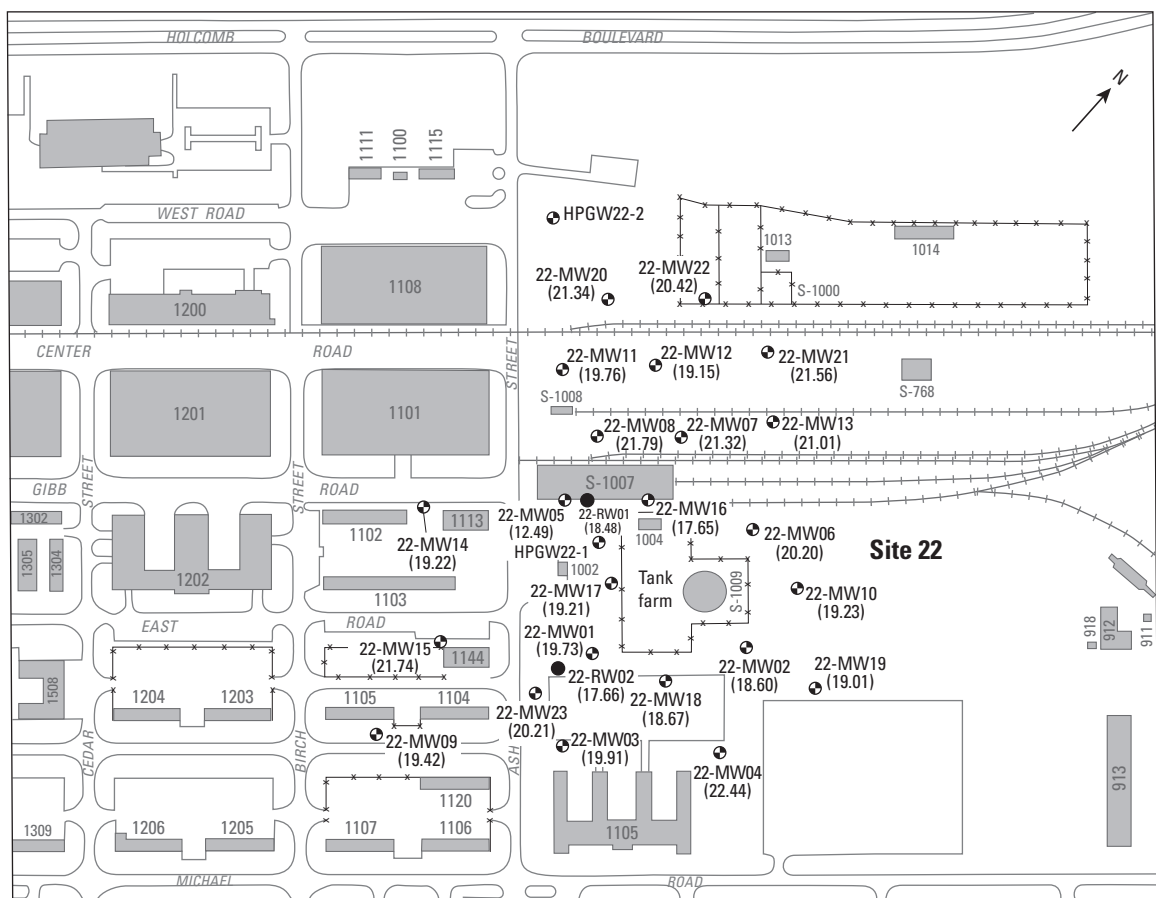 HOLCOMB BOULEVARD
N
1111
1100
1115
WEST ROAD
HPGW22-2
1013
1014
22-MW20
(21.34)
22-MW22
(20.42)
S-1000
1108
1200
CENTER ROAD
STREET
22-MW11
(19.76)
22-MW12
(19.15)
22-MW21
(21.56)
S-768
S-1008
1201
1101
22-MW08
(21.79)
22-MW07
(21.32)
22-MW13
(21.01)
STREET
STREET
GIBB ROAD
S-1007
1302
1102
1113
22-MW14
(19.22)
22-MW05
(12.49)
22-RW01
(18.48)
22-MW16
(17.65)
1004
22-MW06
(20.20)
Site 22
HPGW22-1
1002
1305
1304
1202
1103
22-MW17
(19.21)
Tank
farm
S-1009
22-MW10
(19.23)
918
912
911
EAST ROAD
22-MW15
(21.74)
1144
22-MW01
(19.73)
22-RW02
(17.66)
22-MW02
(18.60)
22-MW19
(19.01)
22-MW18
(18.67)
1508
1204
1203
1105
1104
22-MW23
(20.21)
22-MW09
(19.42)
22-MW03
(19.91)
22-MW04
(22.44)
CEDAR
BIRCH
ASH
913
1120
1309
1206
1205
1107
1106
1105
MICHAEL ROAD